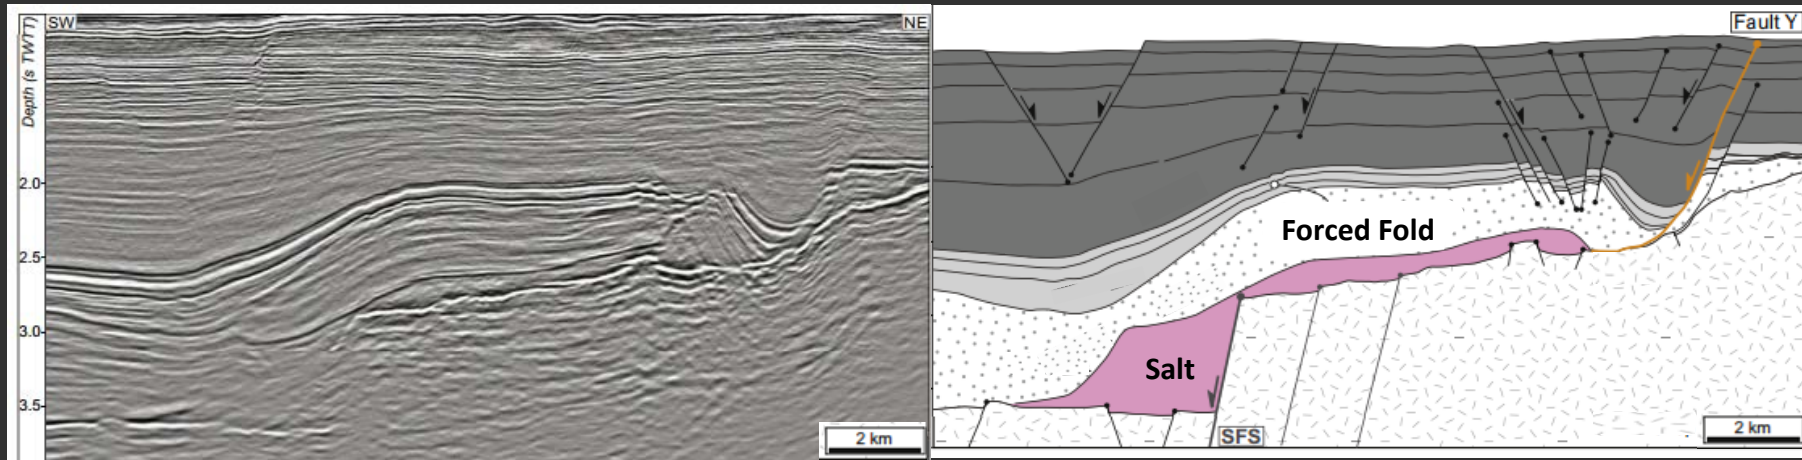 SW
NE
Depth (s TWTT)
2.0
2.5
3.0
3.5
2 km
Fault Y
Forced Fold
Salt
SFS
2 km